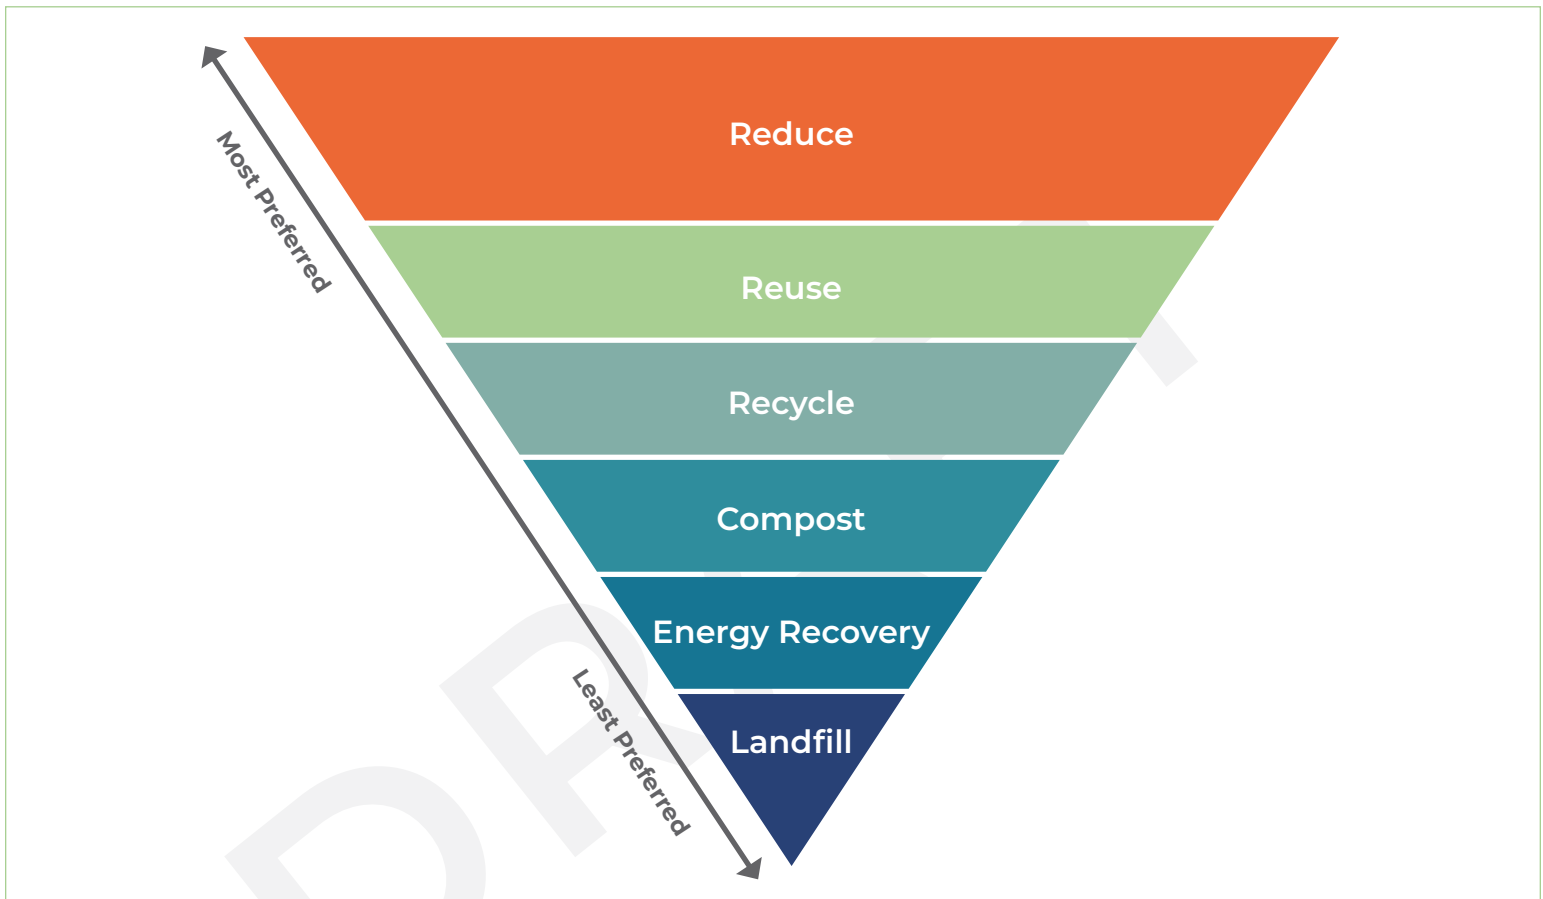 Most Preferred
Reduce
Reuse
Recycle
Compost
Energy Recovery
Landfill
Least Preferred